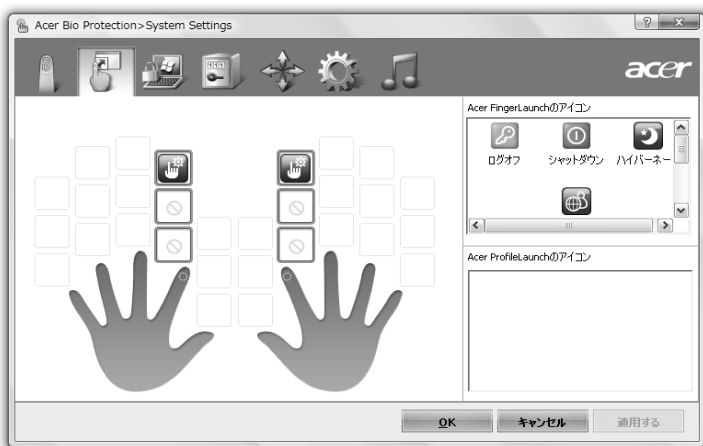 Acer Bio Protection>System Settings
acer
Acer FingerLaunchのアイコン
ログオフ シャットダウン ハイバーネー
Acer ProfileLaunchのアイコン
OK キャンセル 適用する